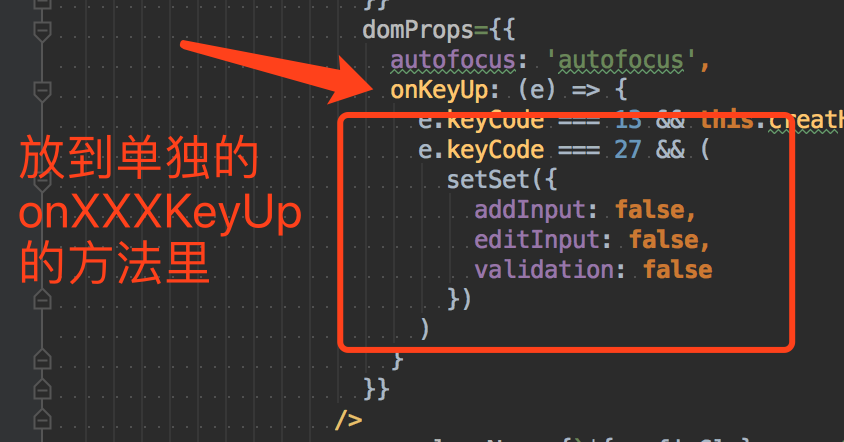 }}
domProps={{
autofocus: 'autofocus',
onKeyUp: (e) => {
e.keyCode === 13 && this.creat
e.keyCode === 27 && (
setSet({
addInput: false,
editInput: false,
validation: false
})
)
}
}}
/>
放到单独的
onXXXKeyUp
的方法里